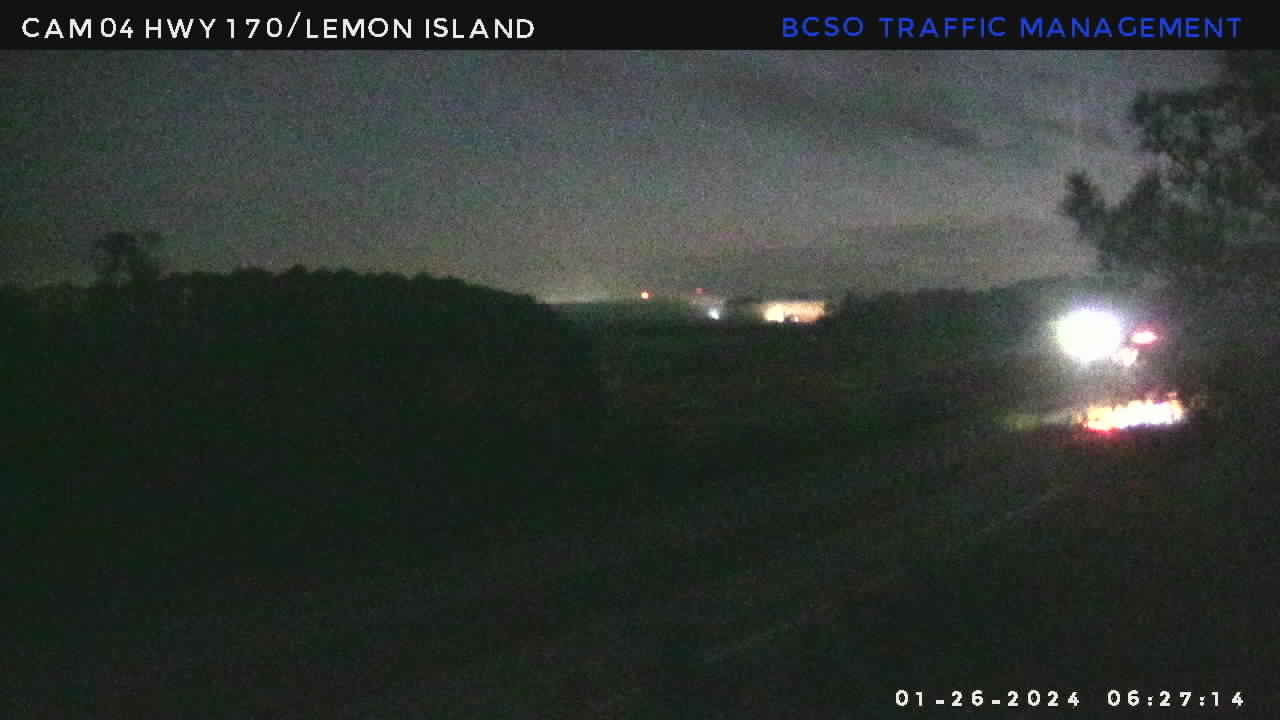 CAM04 HWY 170/LEMON ISLAND
BCSO TRAFFIC MANAGEMENT
01-26-2024 06:27:14